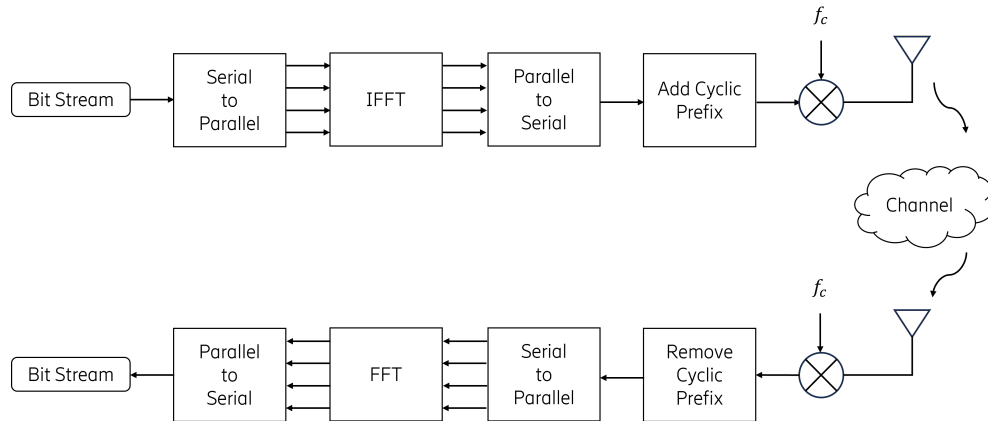 f_c
Bit Stream
Serial
to
Parallel
IFFT
Parallel
to
Serial
Add Cyclic
Prefix
Channel
f_c
Bit Stream
Parallel
to
Serial
FFT
Serial
to
Parallel
Remove
Cyclic
Prefix